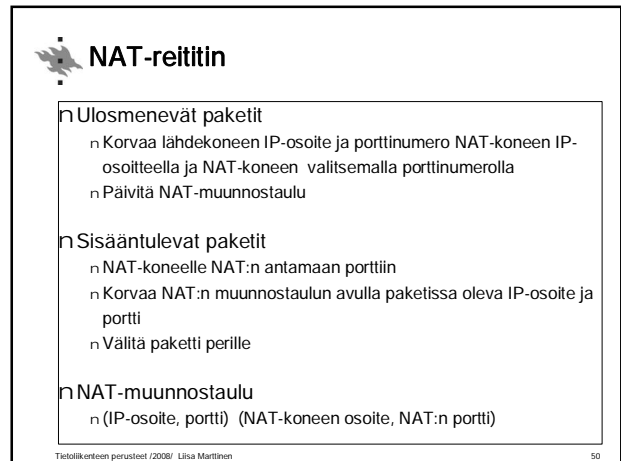 NAT-reititin
n Ulosmenevät paketit
n Korvaa lähdekoneen IP-osoite ja porttinumero NAT-koneen IP-
osoitteella ja NAT-koneen valitsemalla porttinumerolla
n Päivitä NAT-muunnostaulu
n Sisääntulevat paketit
n NAT-koneelle NAT:n antamaan porttiin
n Korvaa NAT:n muunnostaulun avulla paketissa oleva IP-osoite ja
portti
n Välitä paketti perille
n NAT-muunnostaulu
n (IP-osoite, portti) (NAT-koneen osoite, NAT:n portti)
Tietoliikenteen perusteet /2008/ Liisa Marttinen 50